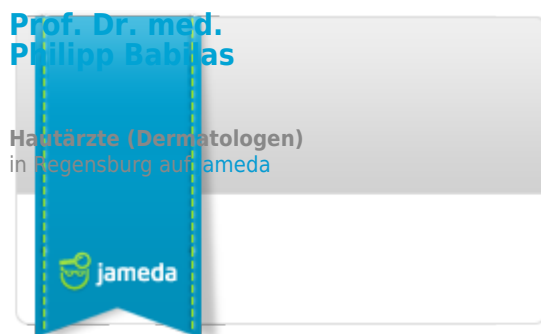 Prof. Dr. med.
Philipp Babilas
Hautärzte (Dermatologen)
in Regensburg auf jameda
jameda